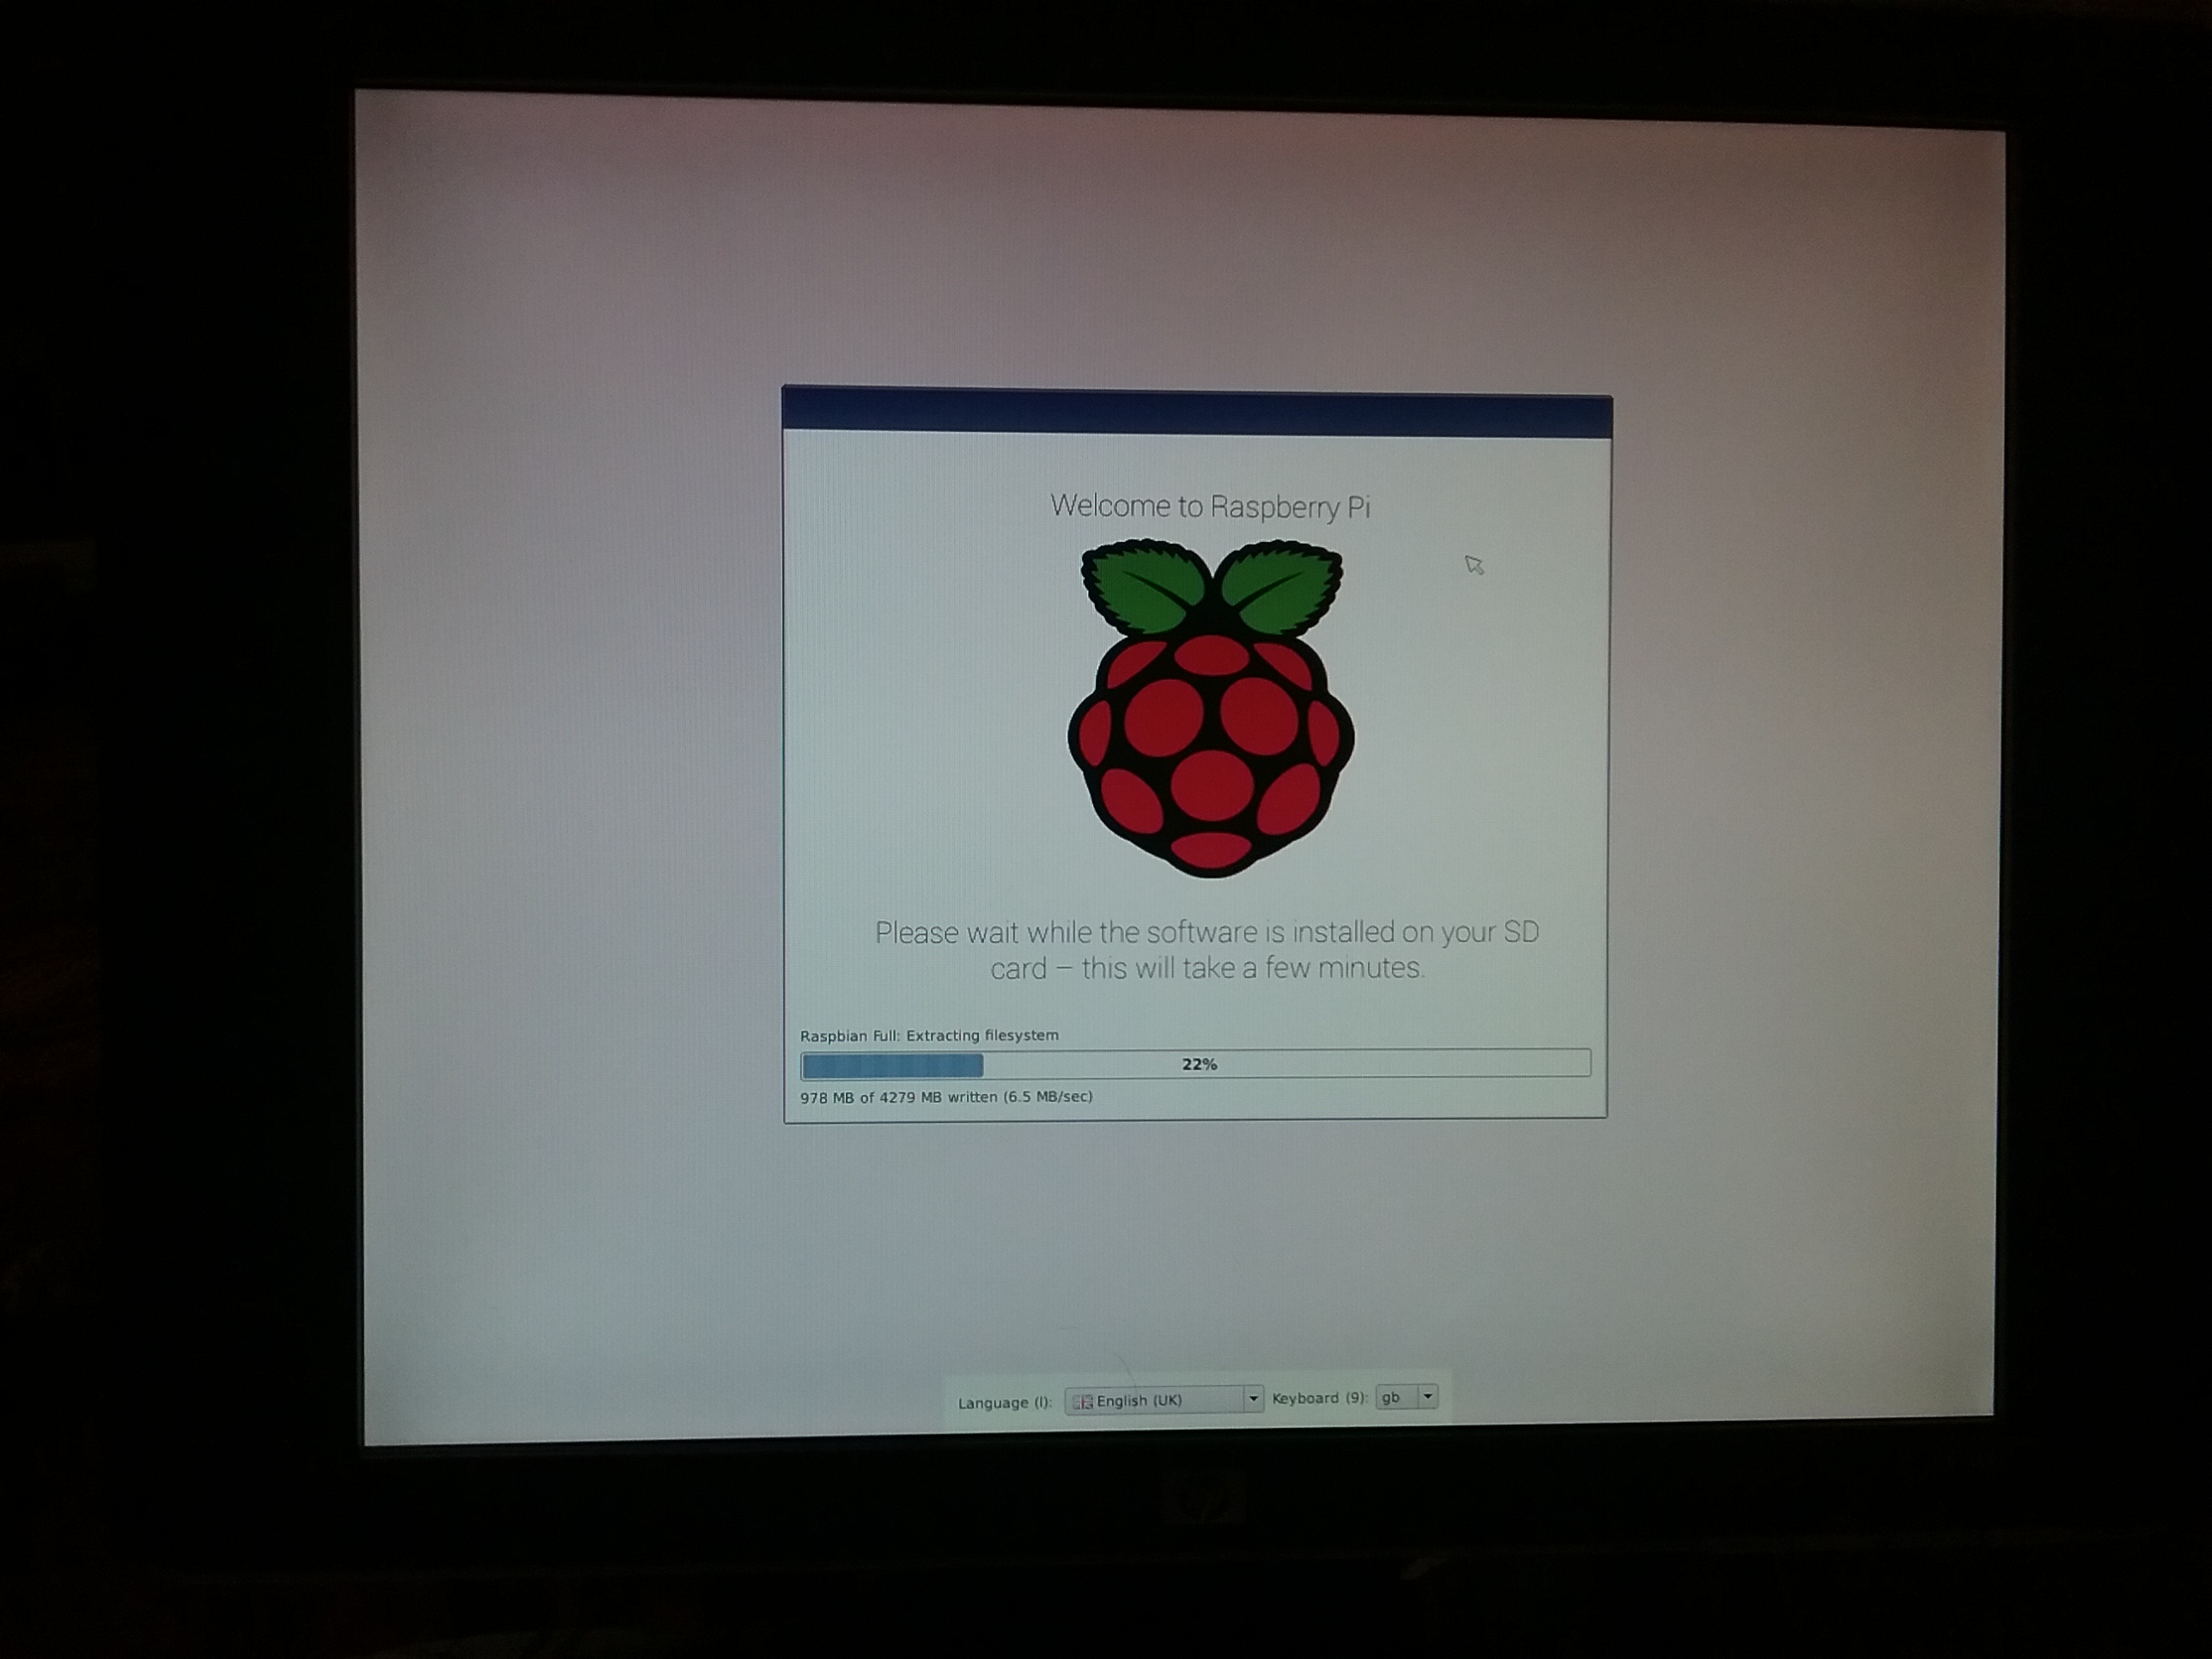 Welcome to Raspberry Pi
Please wait while the software is installed on your SD
card – this will take a few minutes.
Raspbian Full: Extracting filesystem
22%
978 MB of 4279 MB written (6.5 MB/sec)
Language (l): English (UK) Keyboard (9): gb
hp